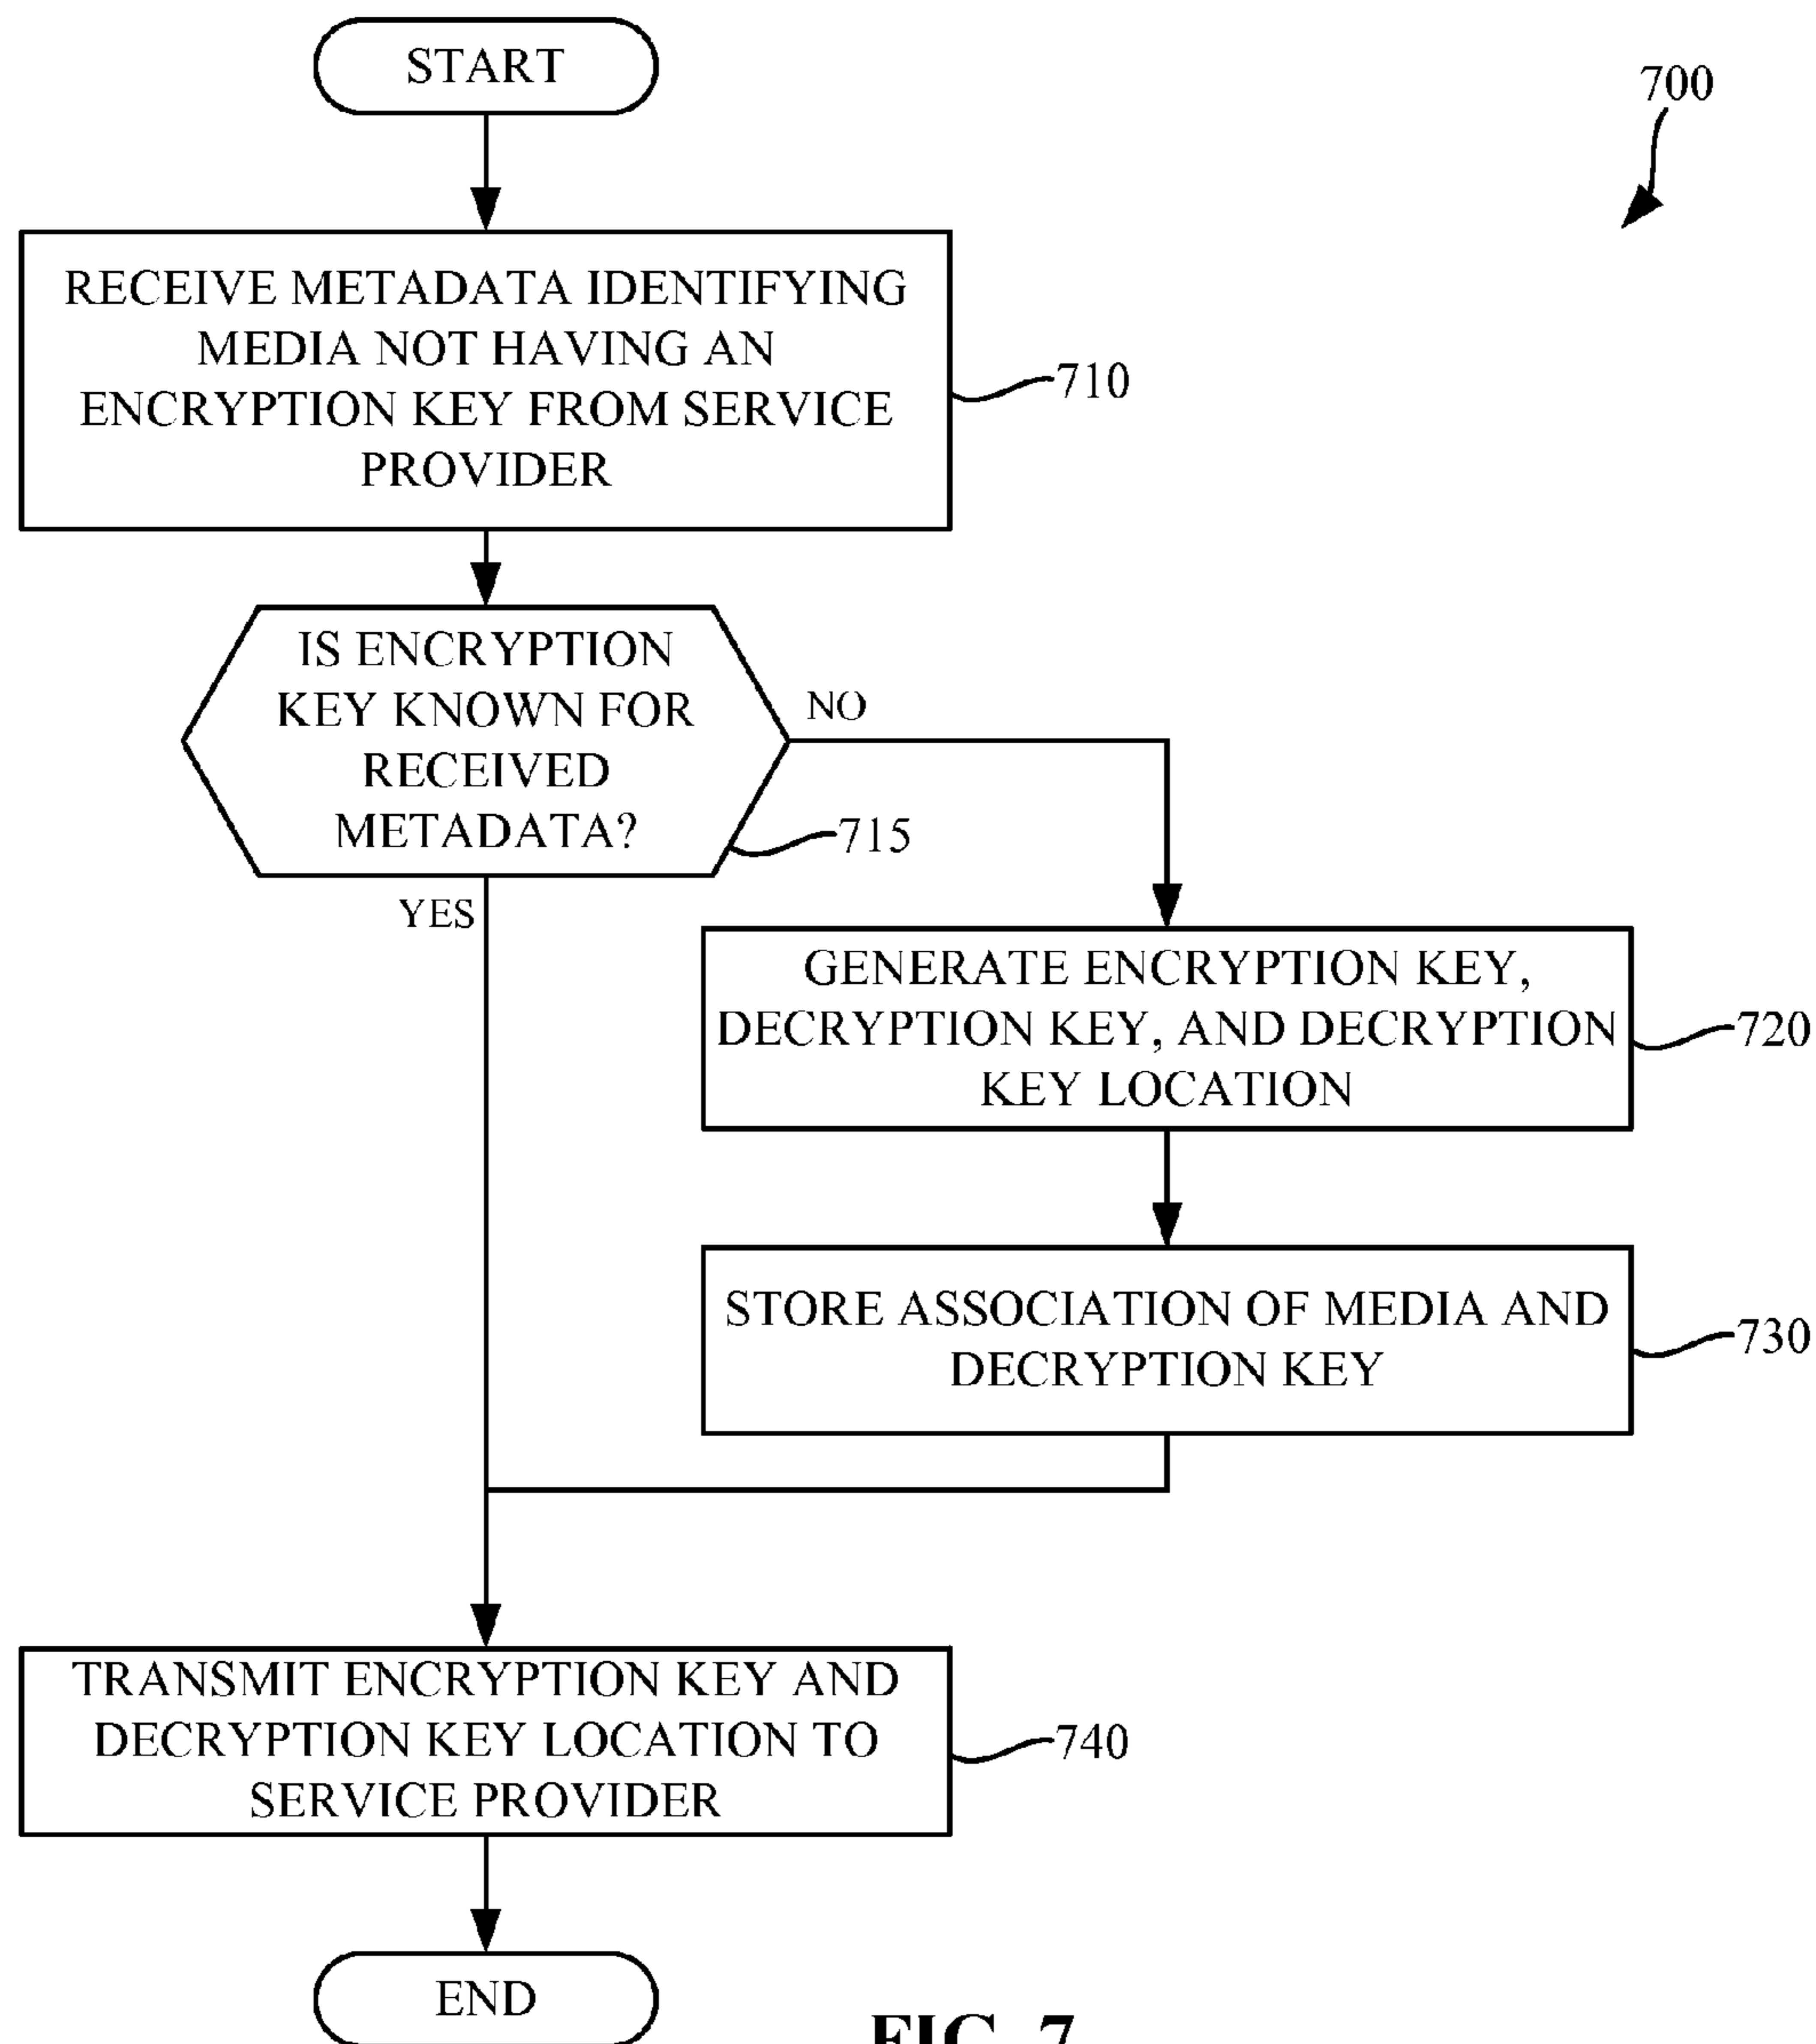 START
700
RECEIVE METADATA IDENTIFYING
MEDIA NOT HAVING AN
ENCRYPTION KEY FROM SERVICE
PROVIDER
710
IS ENCRYPTION
KEY KNOWN FOR
RECEIVED
METADATA?
NO
715
YES
GENERATE ENCRYPTION KEY,
DECRYPTION KEY, AND DECRYPTION
KEY LOCATION
720
STORE ASSOCIATION OF MEDIA AND
DECRYPTION KEY
730
TRANSMIT ENCRYPTION KEY AND
DECRYPTION KEY LOCATION TO
SERVICE PROVIDER
740
END
FIG. 7